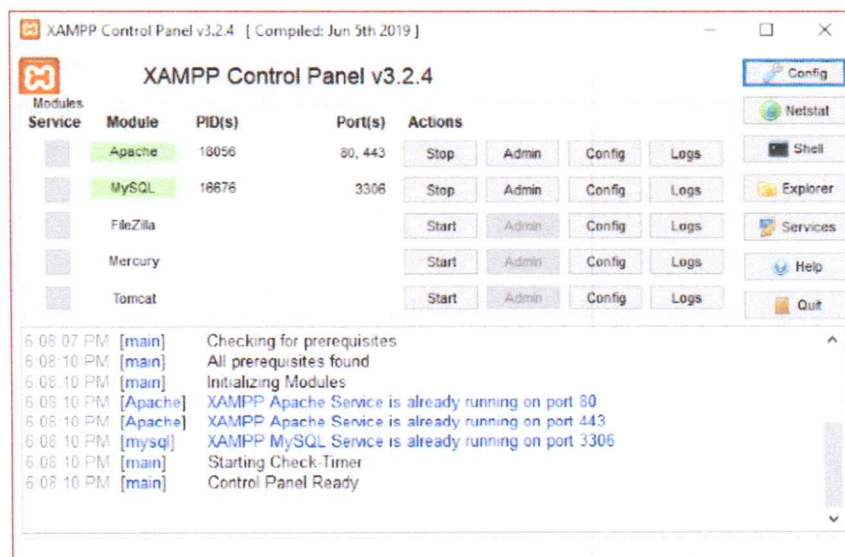 XAMPP Control Panel v3.2.4 [ Compiled: Jun 5th 2019 ]
XAMPP Control Panel v3.2.4
Config
Modules
Service Module PID(s) Port(s) Actions
Netstat
Apache 18056 80, 443 Stop Admin Config Logs
Shell
MySQL 16676 3306 Stop Admin Config Logs
Explorer
FileZilla Start Admin Config Logs
Services
Mercury Start Admin Config Logs
Help
Tomcat Start Admin Config Logs
Quit
6:08:07 PM [main] Checking for prerequisites
6:08:10 PM [main] All prerequisites found
6:08:10 PM [main] Initializing Modules
6:08:10 PM [Apache] XAMPP Apache Service is already running on port 80
6:08:10 PM [Apache] XAMPP Apache Service is already running on port 443
6:08:10 PM [mysql] XAMPP MySQL Service is already running on port 3306
6:08:10 PM [main] Starting Check-Timer
6:08:10 PM [main] Control Panel Ready